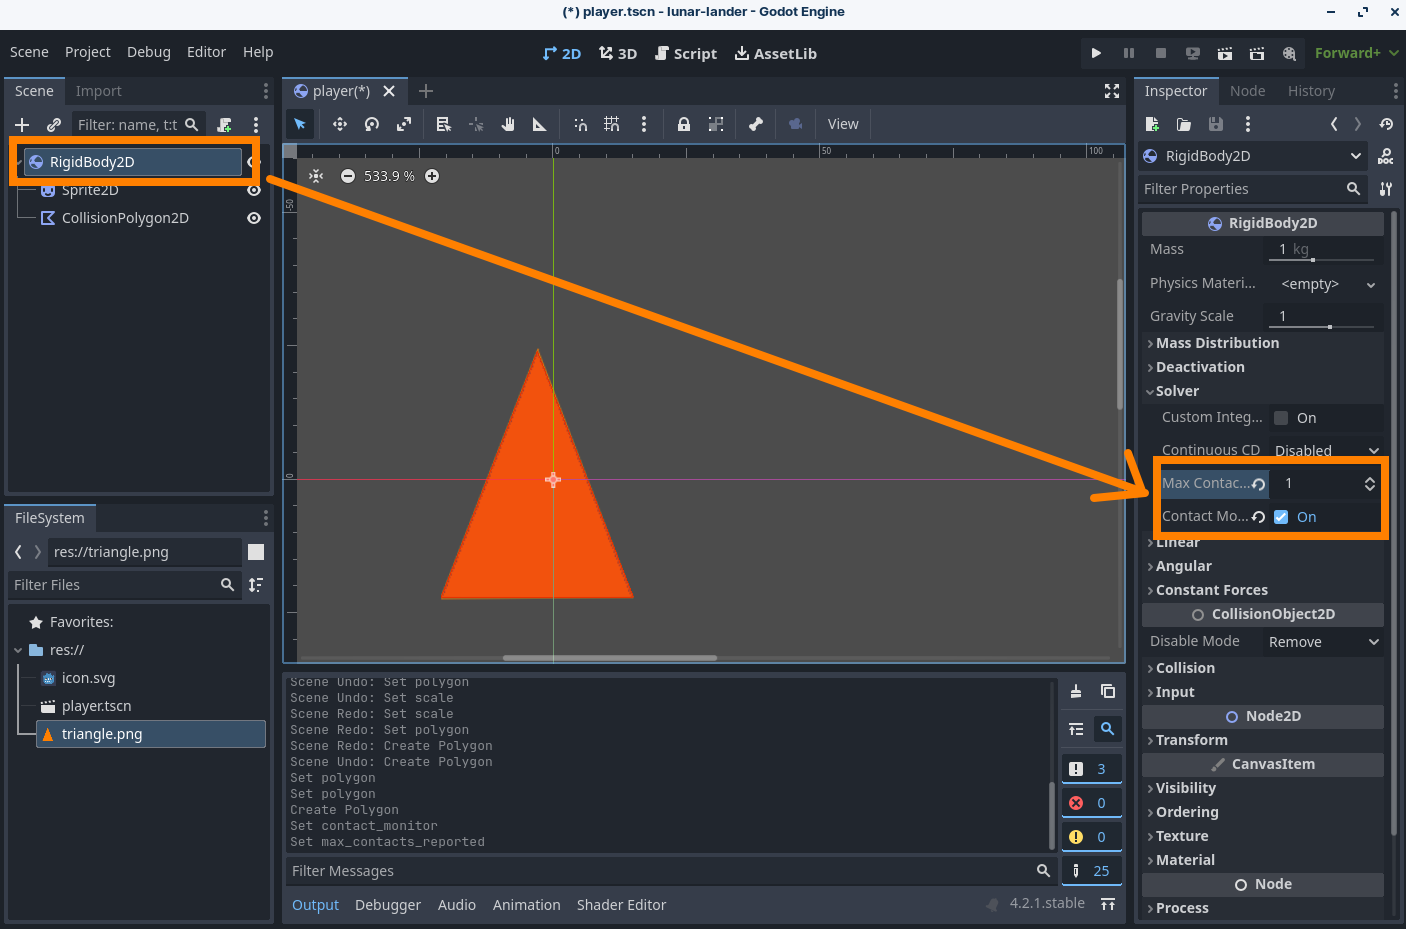 (*) player.tscn - lunar-lander - Godot Engine
Scene Project Debug Editor Help
2D 3D Script AssetLib
Forward+
Scene Import
Filter: name, t:t
RigidBody2D
Sprite2D
CollisionPolygon2D
FileSystem
res://triangle.png
Filter Files
Favorites:
res://
icon.svg
player.tscn
triangle.png
player(*)
View
0 50 100
533.9 %
-50
0
Scene Undo: Set polygon
Scene Undo: Set scale
Scene Redo: Set scale
Scene Redo: Set polygon
Scene Redo: Create Polygon
Scene Undo: Create Polygon
Set polygon
Set polygon
Create Polygon
Set contact_monitor
Set max_contacts_reported
3
0
0
25
Filter Messages
Output Debugger Audio Animation Shader Editor
4.2.1.stable
Inspector Node History
RigidBody2D
Filter Properties
RigidBody2D
Mass 1 kg
Physics Materi... <empty>
Gravity Scale 1
Mass Distribution
Deactivation
Solver
Custom Integ... On
Continuous CD Disabled
Max Contac... 1
Contact Mo... On
Linear
Angular
Constant Forces
CollisionObject2D
Disable Mode Remove
Collision
Input
Node2D
Transform
CanvasItem
Visibility
Ordering
Texture
Material
Node
Process